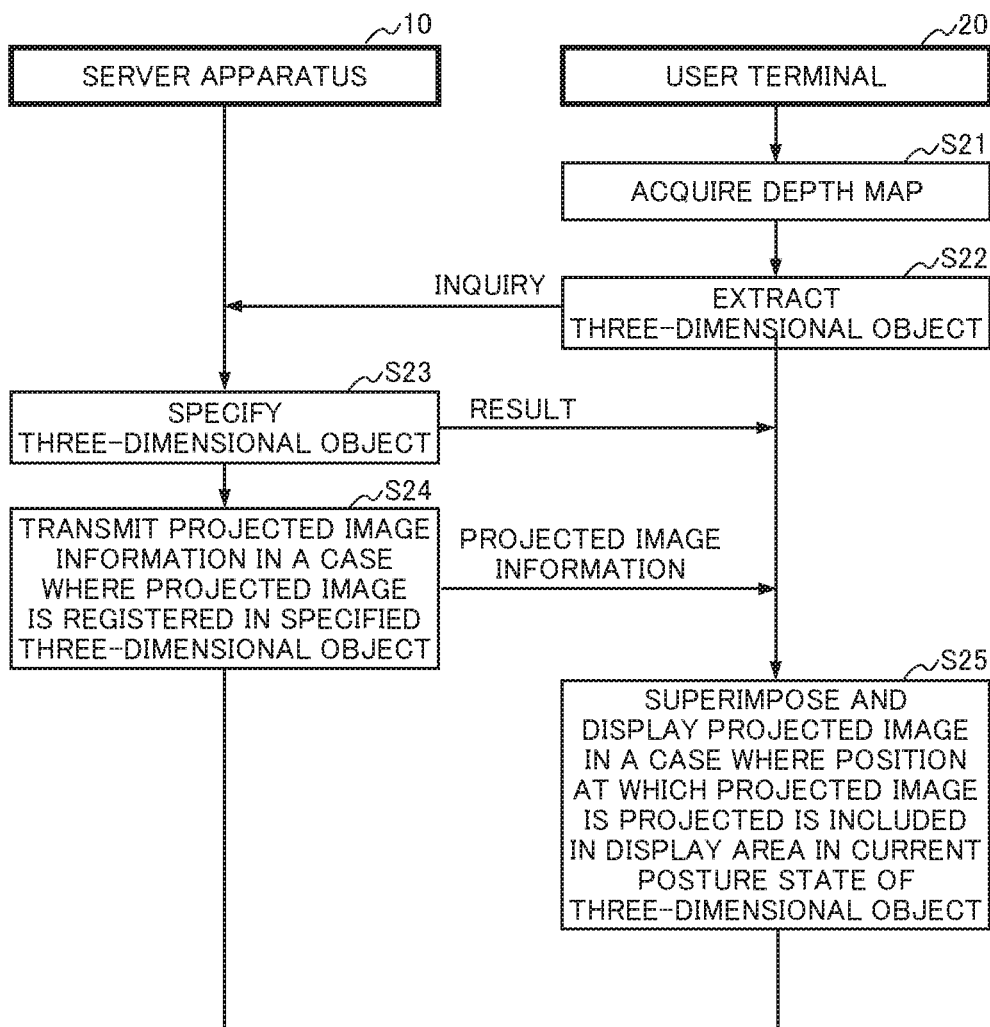 10
20
SERVER APPARATUS
USER TERMINAL
S21
ACQUIRE DEPTH MAP
S22
INQUIRY
EXTRACT
THREE-DIMENSIONAL OBJECT
S23
SPECIFY
THREE-DIMENSIONAL OBJECT
RESULT
S24
TRANSMIT PROJECTED IMAGE
INFORMATION IN A CASE
WHERE PROJECTED IMAGE
IS REGISTERED IN SPECIFIED
THREE-DIMENSIONAL OBJECT
PROJECTED IMAGE
INFORMATION
S25
SUPERIMPOSE AND
DISPLAY PROJECTED IMAGE
IN A CASE WHERE POSITION
AT WHICH PROJECTED IMAGE
IS PROJECTED IS INCLUDED
IN DISPLAY AREA IN CURRENT
POSTURE STATE OF
THREE-DIMENSIONAL OBJECT